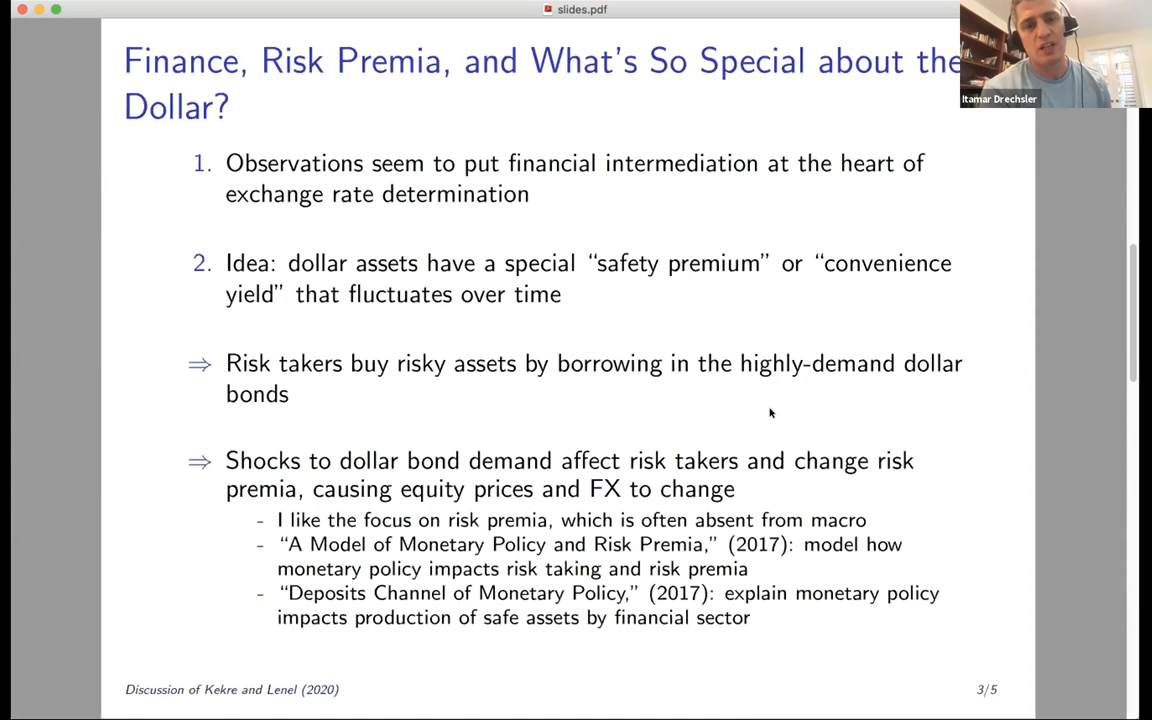 slides.pdf
Finance, Risk Premia, and What's So Special about the
Dollar?
Itamar Drechsler
1. Observations seem to put financial intermediation at the heart of
exchange rate determination
2. Idea: dollar assets have a special “safety premium” or “convenience
yield” that fluctuates over time
⇒ Risk takers buy risky assets by borrowing in the highly-demand dollar
bonds
⇒ Shocks to dollar bond demand affect risk takers and change risk
premia, causing equity prices and FX to change
- I like the focus on risk premia, which is often absent from macro
- “A Model of Monetary Policy and Risk Premia,” (2017): model how
monetary policy impacts risk taking and risk premia
- “Deposits Channel of Monetary Policy,” (2017): explain monetary policy
impacts production of safe assets by financial sector
Discussion of Kekre and Lenel (2020)
3/5